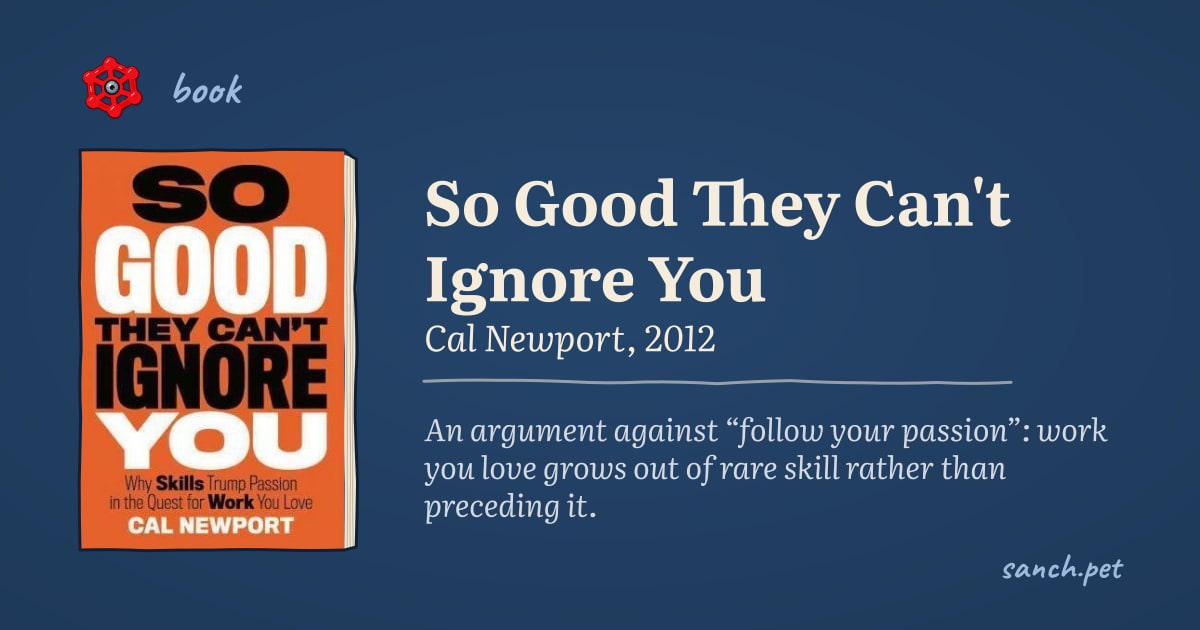 book
SO
GOOD
THEY CAN'T
IGNORE
YOU
Why Skills Trump Passion
in the Quest for Work You Love
CAL NEWPORT
So Good They Can't
Ignore You
Cal Newport, 2012
An argument against “follow your passion”: work
you love grows out of rare skill rather than
preceding it.
sanch.pet